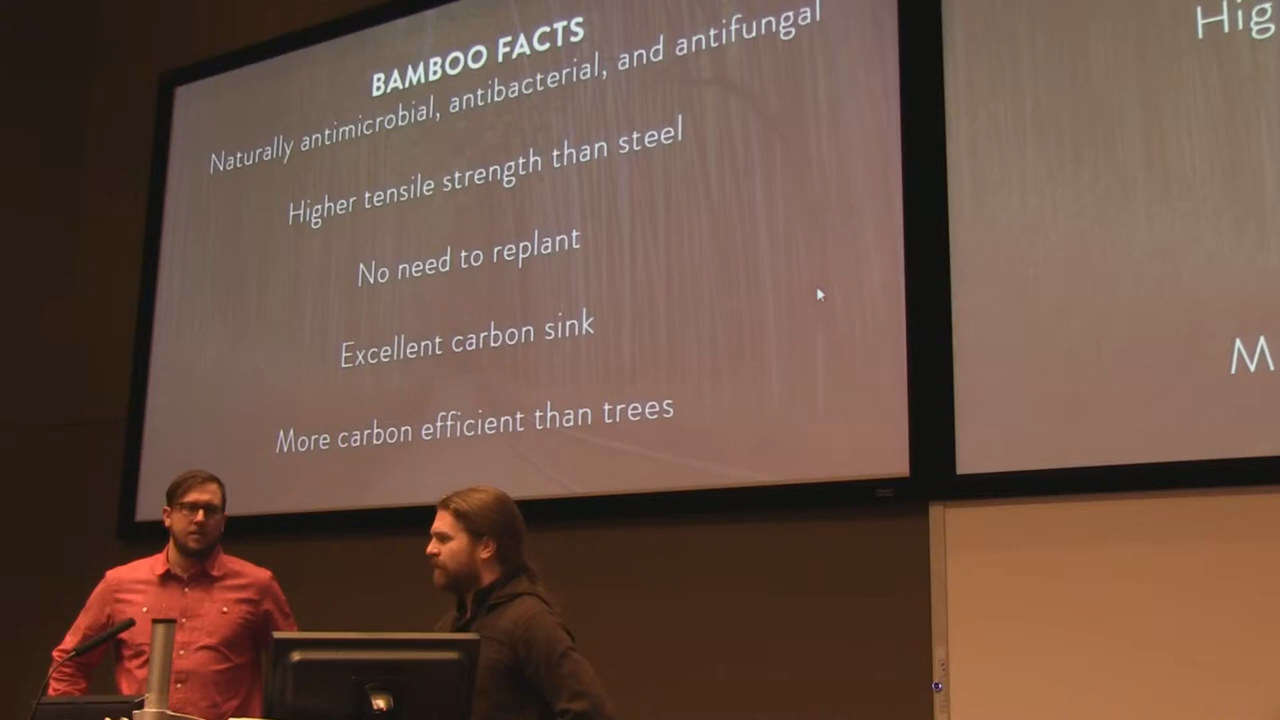 BAMBOO FACTS
Naturally antimicrobial, antibacterial, and antifungal
Higher tensile strength than steel
No need to replant
Excellent carbon sink
More carbon efficient than trees
Hig
M